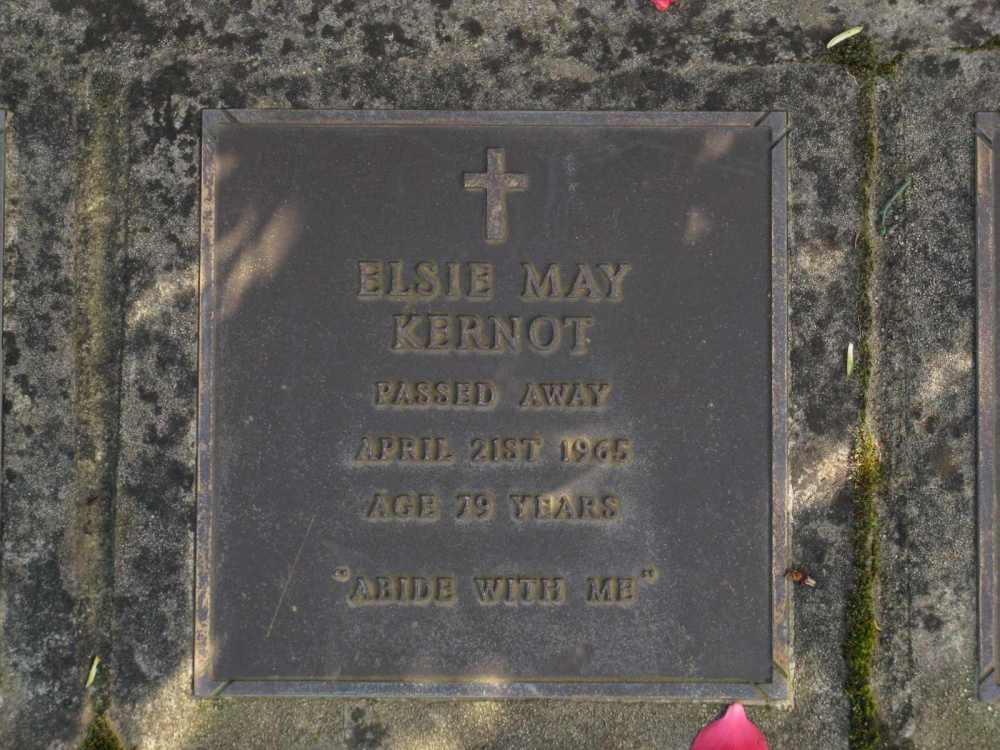 ELSIE MAY
KERNOT
PASSED AWAY
APRIL 21ST 1965
AGE 79 YEARS
"ABIDE WITH ME"